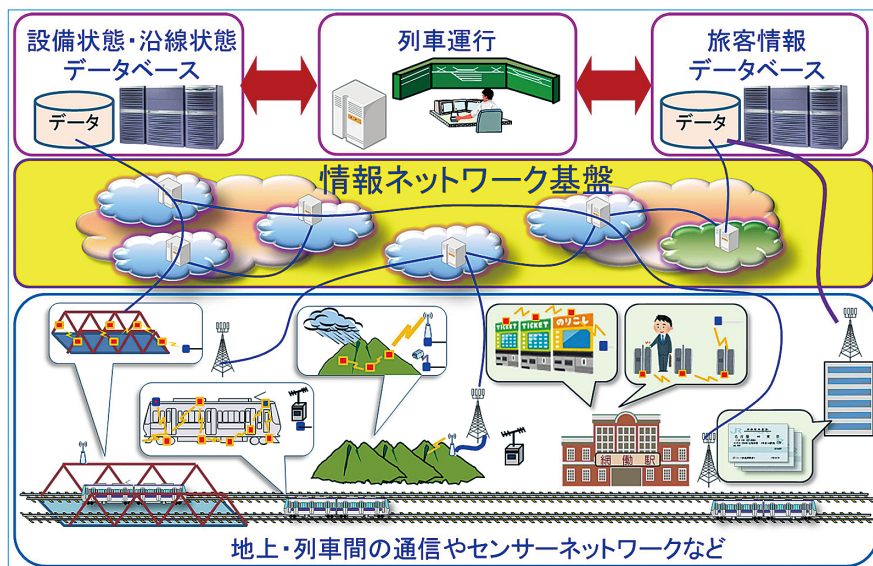 設備状態・沿線状態
データベース
データ
列車運行
旅客情報
データベース
データ
情報ネットワーク基盤
TICKET
TICKET
のりこし
網働駅
JR
地上・列車間の通信やセンサーネットワークなど